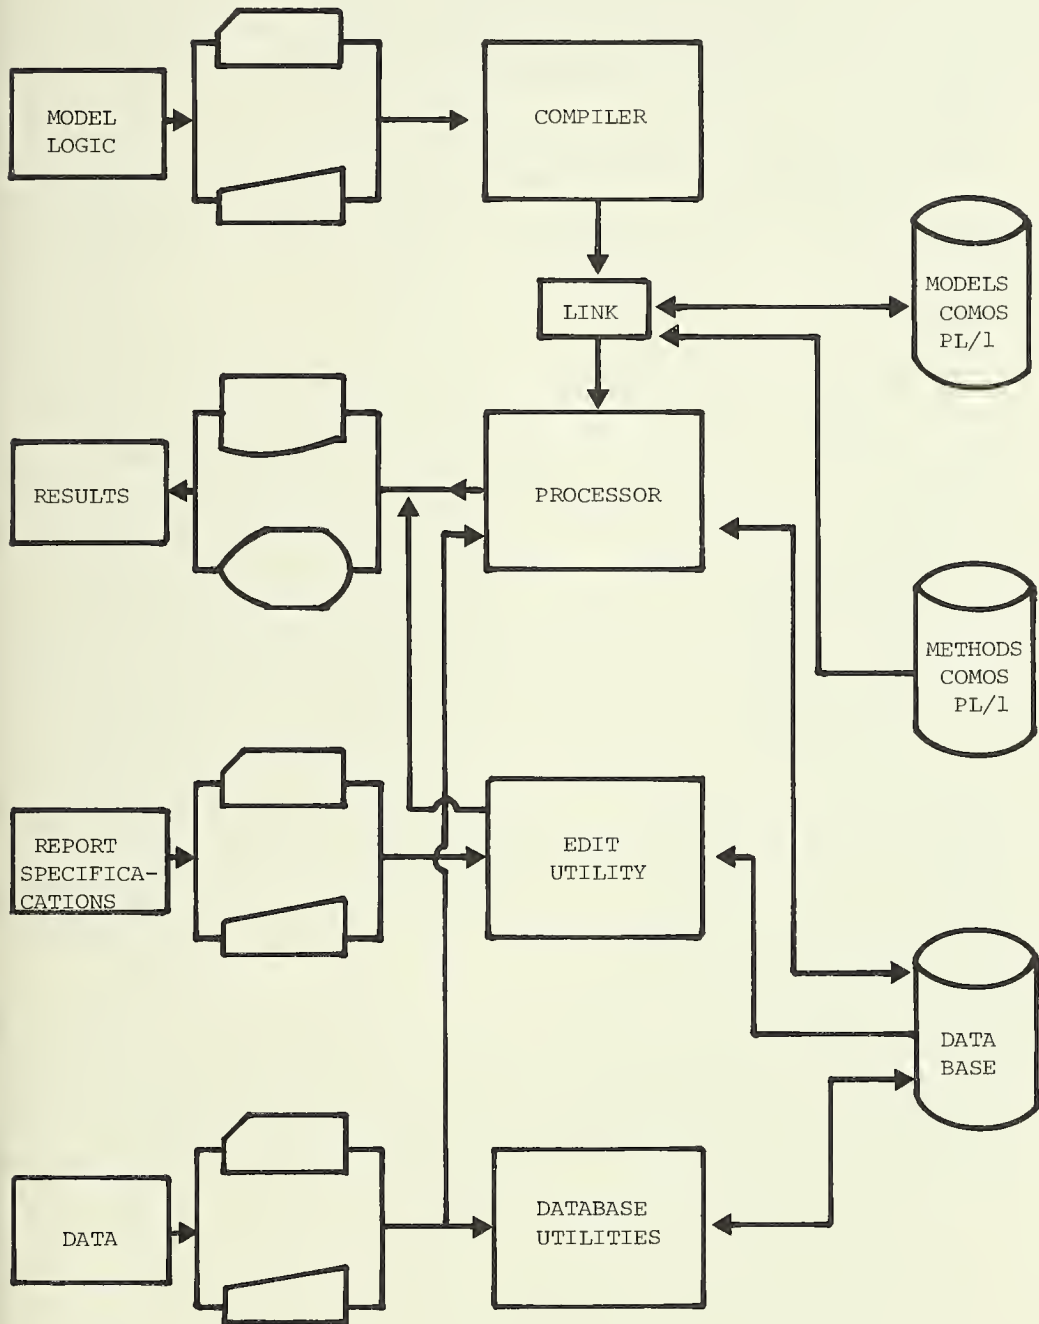 MODEL
LOGIC
COMPILER
LINK
MODELS
COMOS
PL/1
RESULTS
PROCESSOR
METHODS
COMOS
PL/1
REPORT
SPECIFICA-
CATIONS
EDIT
UTILITY
DATA
BASE
DATA
DATABASE
UTILITIES